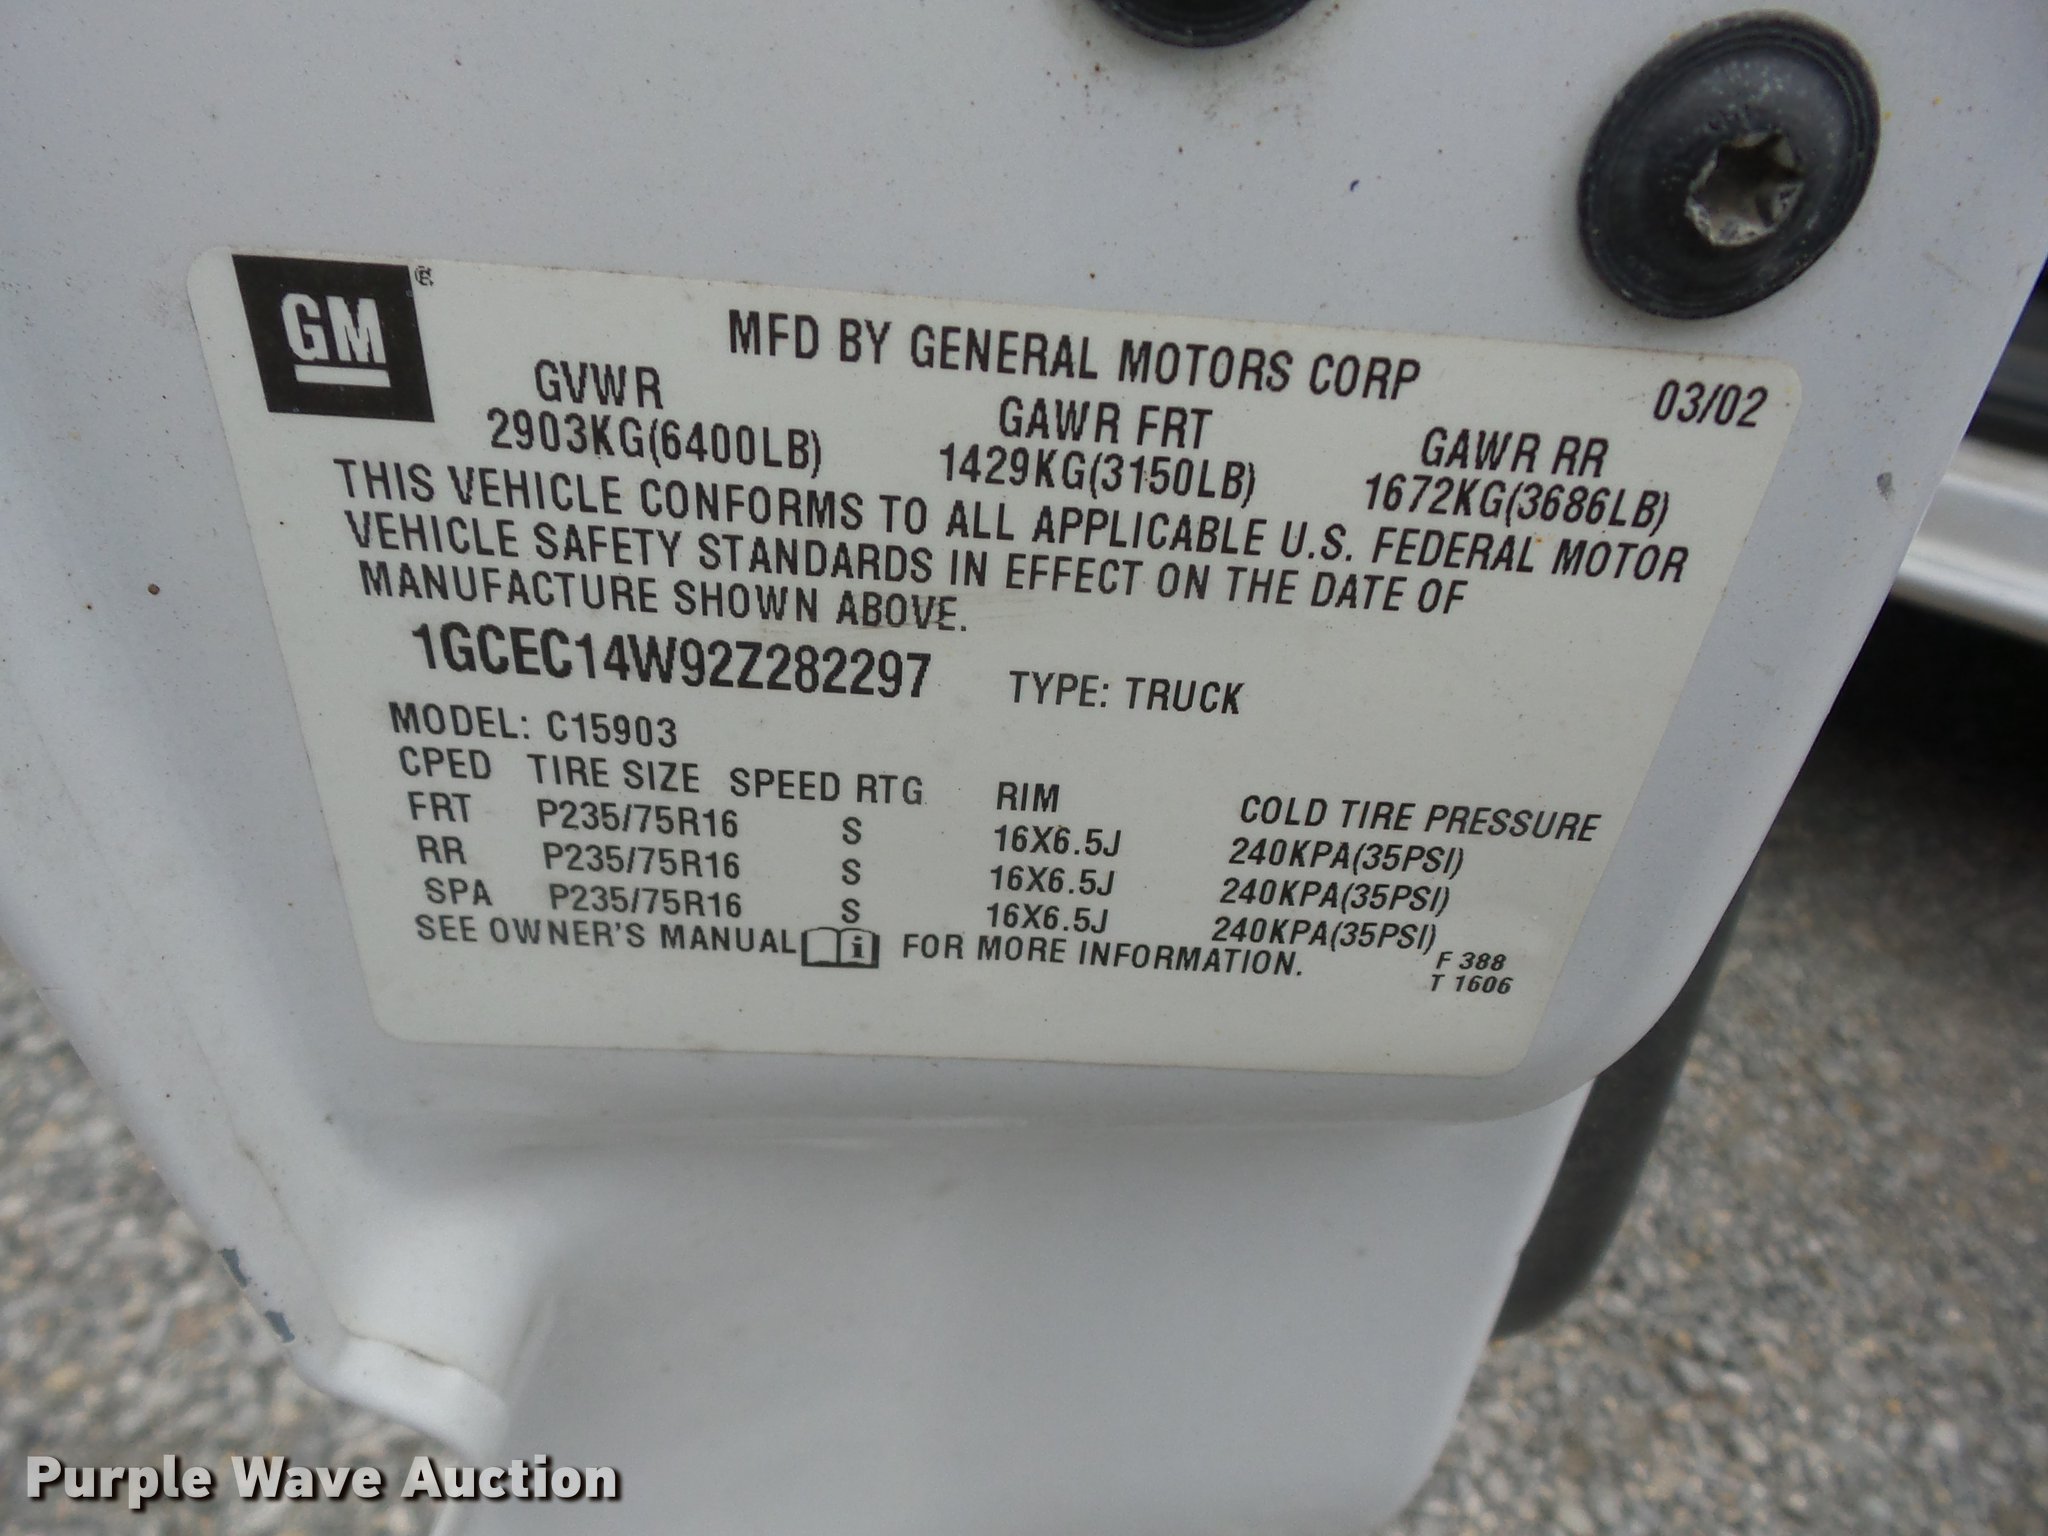 GM ®
MFD BY GENERAL MOTORS CORP
03/02
GVWR GAWR FRT GAWR RR
2903KG(6400LB) 1429KG(3150LB) 1672KG(3686LB)
THIS VEHICLE CONFORMS TO ALL APPLICABLE U.S. FEDERAL MOTOR
VEHICLE SAFETY STANDARDS IN EFFECT ON THE DATE OF
MANUFACTURE SHOWN ABOVE.
1GCEC14W92Z282297 TYPE: TRUCK
MODEL: C15903
CPED TIRE SIZE SPEED RTG RIM COLD TIRE PRESSURE
FRT P235/75R16 S 16X6.5J 240KPA(35PSI)
RR P235/75R16 S 16X6.5J 240KPA(35PSI)
SPA P235/75R16 S 16X6.5J 240KPA(35PSI)
SEE OWNER'S MANUAL i FOR MORE INFORMATION.
F 388
T 1606
Purple Wave Auction